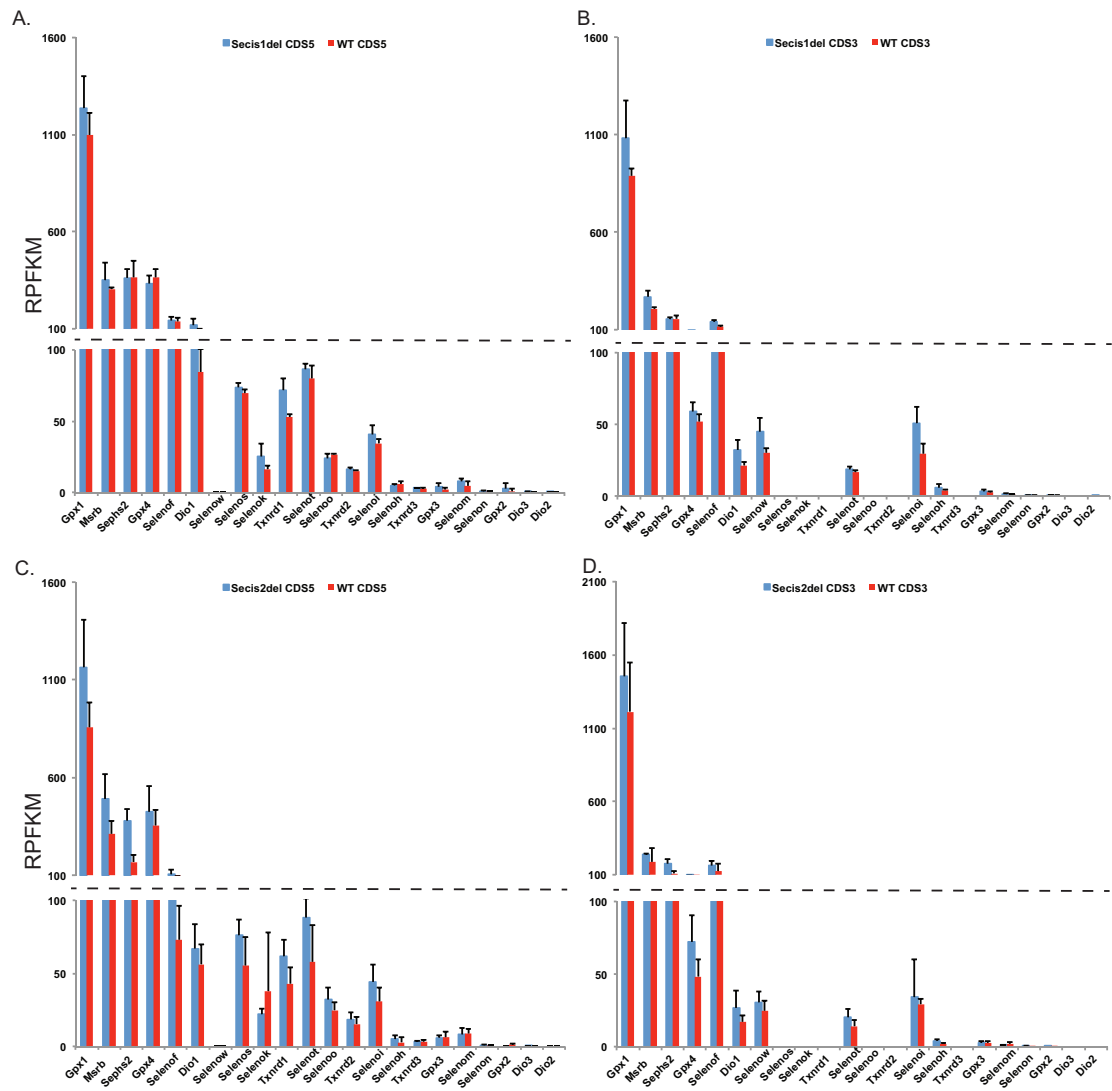 A.
Secis1del CDS5 WT CDS5
RPFKM
1600
1100
600
100
100
50
0
Gpx1 Msrb Sephs2 Gpx4 Selenof Dio1 Selenow Selenos Selenok Txnrd1 Selenot Selenoo Txnrd2 Selenoi Selenoh Txnrd3 Gpx3 Selenom Selenon Gpx2 Dio3 Dio2
B.
Secis1del CDS3 WT CDS3
1600
1100
600
100
100
50
0
Gpx1 Msrb Sephs2 Gpx4 Selenof Dio1 Selenow Selenos Selenok Txnrd1 Selenot Selenoo Txnrd2 Selenoi Selenoh Txnrd3 Gpx3 Selenom Selenon Gpx2 Dio3 Dio2
C.
Secis2del CDS5 WT CDS5
RPFKM
1600
1100
600
100
100
50
0
Gpx1 Msrb Sephs2 Gpx4 Selenof Dio1 Selenow Selenos Selenok Txnrd1 Selenot Selenoo Txnrd2 Selenoi Selenoh Txnrd3 Gpx3 Selenom Selenon Gpx2 Dio3 Dio2
D.
Secis2del CDS3 WT CDS3
2100
1600
1100
600
100
100
50
0
Gpx1 Msrb Sephs2 Gpx4 Selenof Dio1 Selenow Selenos Selenok Txnrd1 Selenot Selenoo Txnrd2 Selenoi Selenoh Txnrd3 Gpx3 Selenom Selenon Gpx2 Dio3 Dio2